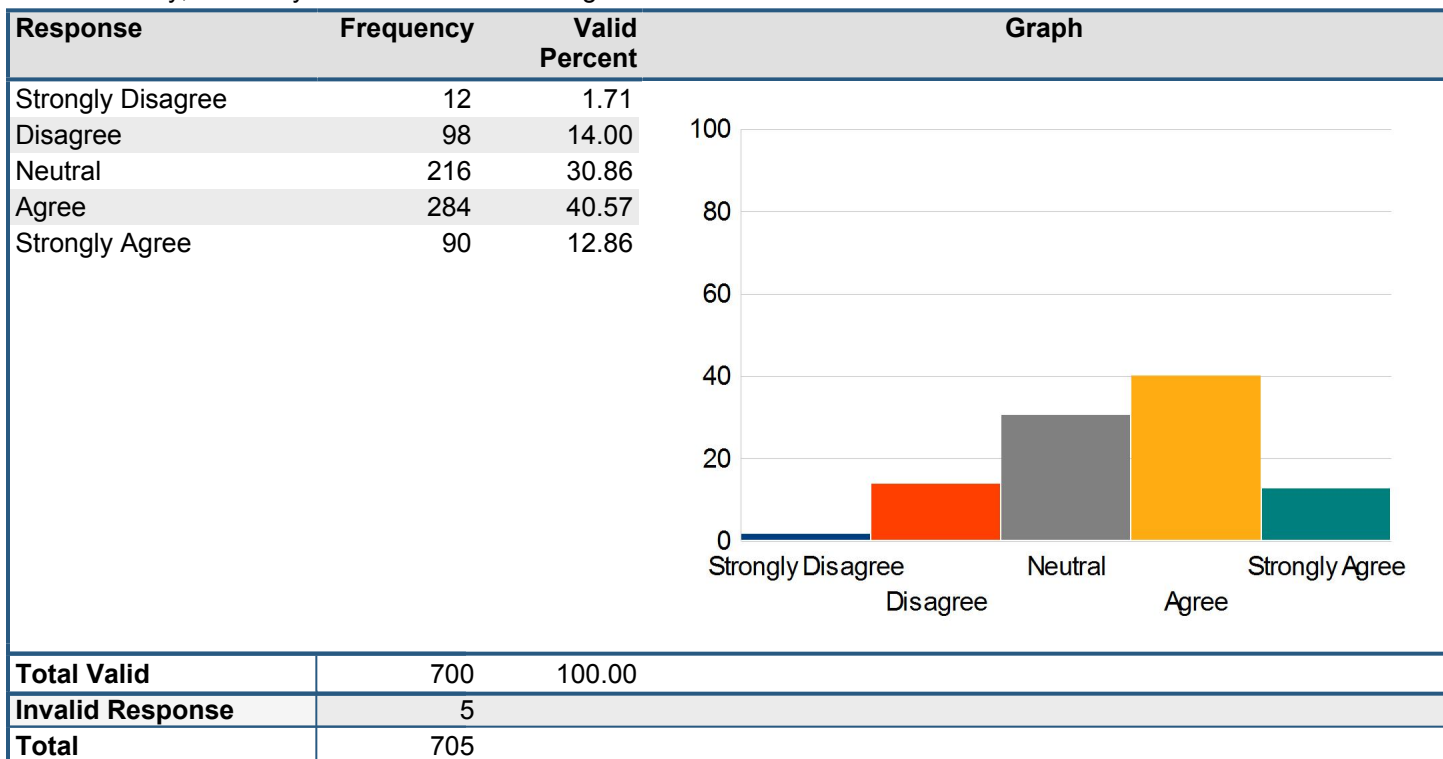 Response Frequency Valid Percent Graph
Strongly Disagree 12 1.71
Disagree 98 14.00
Neutral 216 30.86
Agree 284 40.57
Strongly Agree 90 12.86
100
80
60
40
20
0
Strongly Disagree Neutral Strongly Agree
Disagree Agree
Total Valid 700 100.00
Invalid Response 5
Total 705